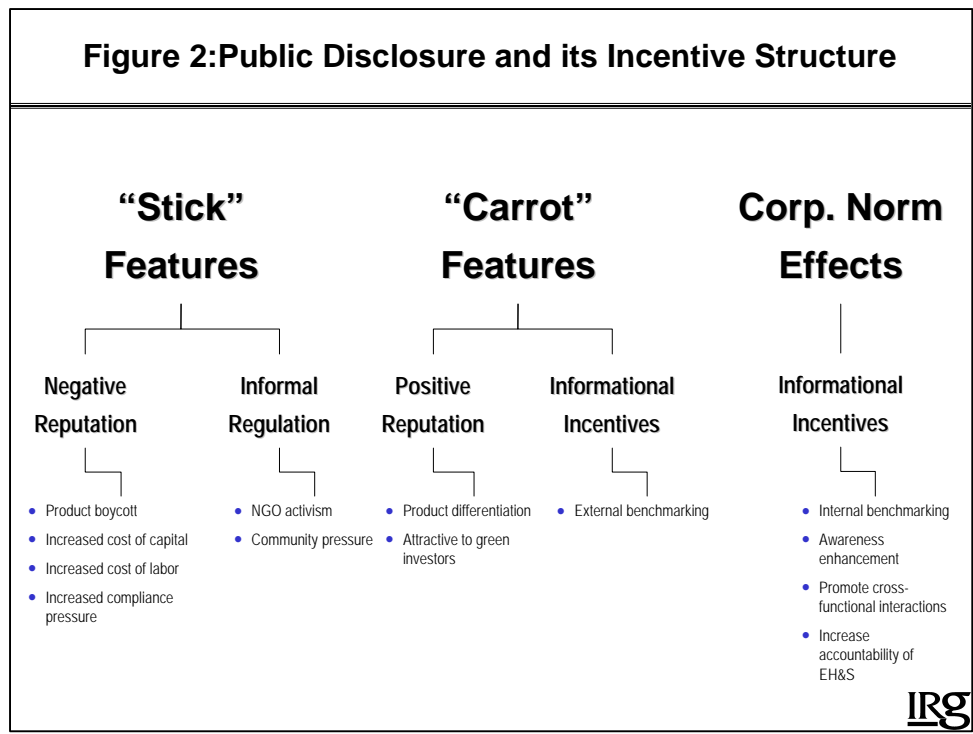 Figure 2:Public Disclosure and its Incentive Structure
“Stick”
Features
Negative
Reputation
• Product boycott
• Increased cost of capital
• Increased cost of labor
• Increased compliance
pressure
Informal
Regulation
• NGO activism
• Community pressure
“Carrot”
Features
Positive
Reputation
• Product differentiation
• Attractive to green
investors
Informational
Incentives
• External benchmarking
Corp. Norm
Effects
Informational
Incentives
• Internal benchmarking
• Awareness
enhancement
• Promote cross-
functional interactions
• Increase
accountability of
EH&S
IRg